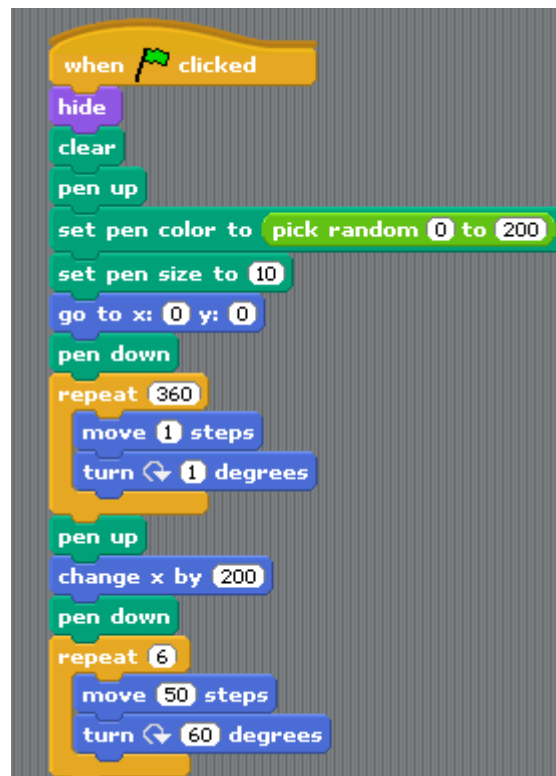 when clicked
hide
clear
pen up
set pen color to pick random 0 to 200
set pen size to 10
go to x: 0 y: 0
pen down
repeat 360
move 1 steps
turn 1 degrees
pen up
change x by 200
pen down
repeat 6
move 50 steps
turn 60 degrees